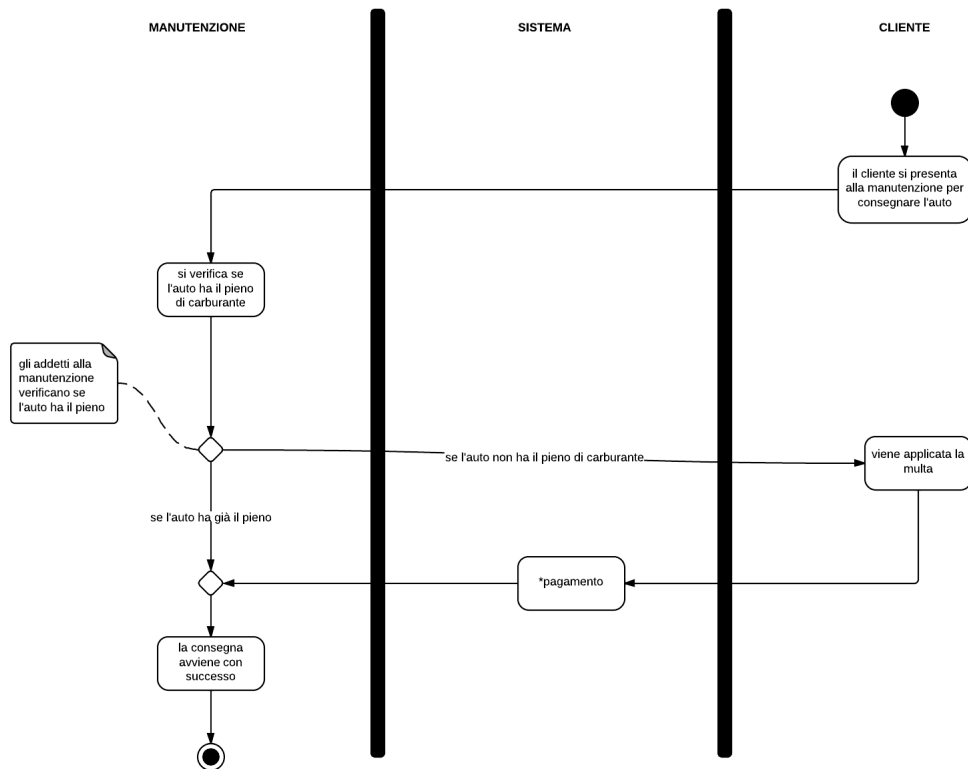 MANUTENZIONE
SISTEMA
CLIENTE
il cliente si presenta
alla manutenzione per
consegnare l'auto
si verifica se
l'auto ha il pieno
di carburante
gli addetti alla
manutenzione
verificano se
l'auto ha il pieno
se l'auto non ha il pieno di carburante
viene applicata la
multa
se l'auto ha già il pieno
*pagamento
la consegna
avviene con
successo